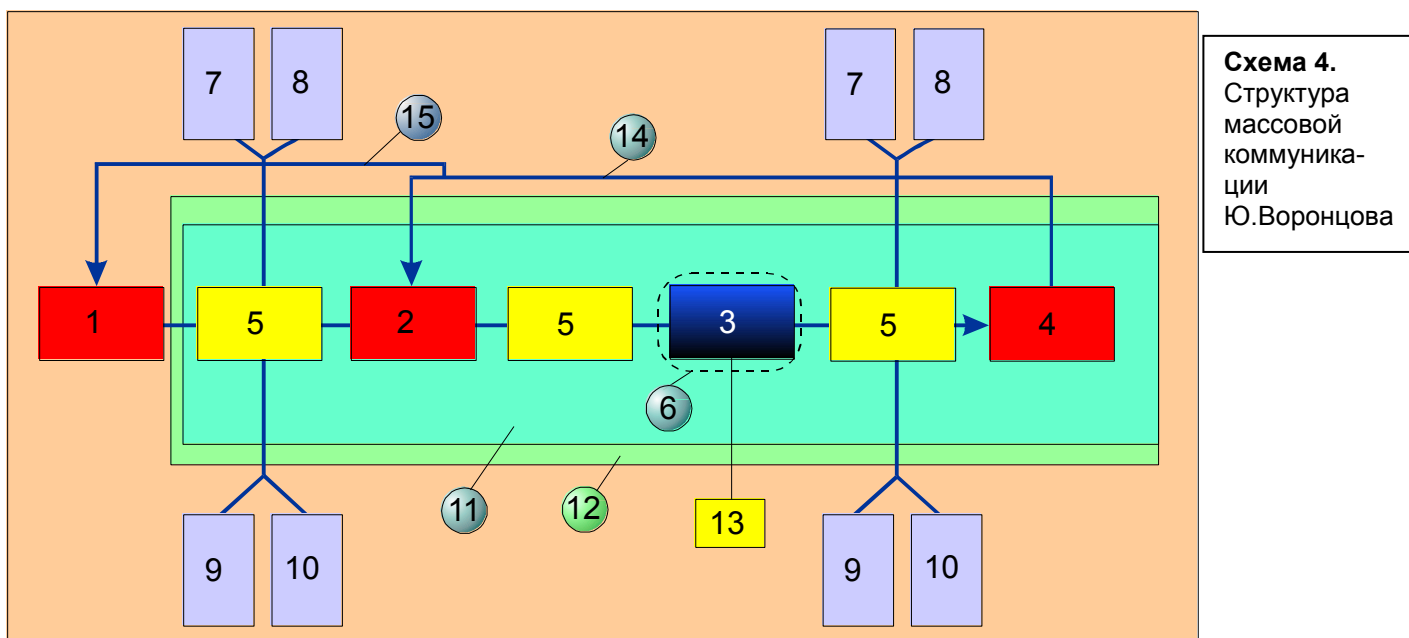 7 8
15
14
7 8
Схема 4.
Структура
массовой
коммуника-
ции
Ю.Воронцова
1 5 2 5 3 5 4
6
11 12
13
9 10
9 10